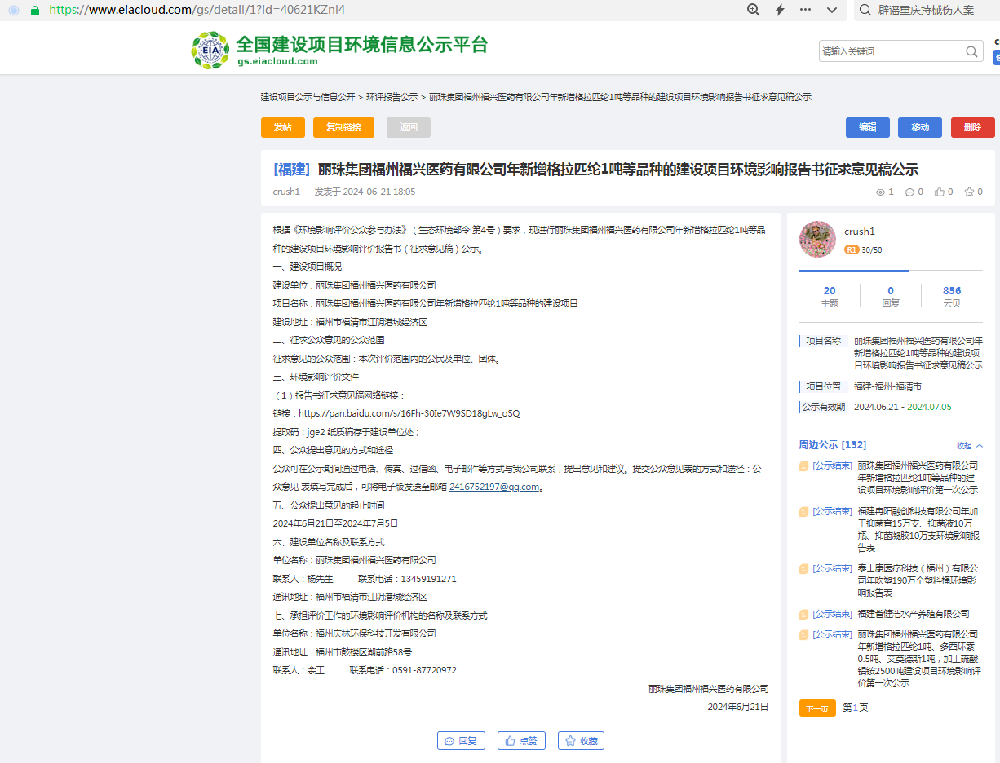 https://www.eiacloud.com/gs/detail/1?id=40621KZnl4
辟谣重庆持械伤人案
EIA
全国建设项目环境信息公示平台
gs.eiacloud.com
请输入关键词
建设项目公示与信息公开 > 环评报告公示 > 丽珠集团福州福兴医药有限公司年新增格拉匹纶1吨等品种的建设项目环境影响报告书征求意见稿公示
发帖 复制链接 返回 编辑 移动 删除
[福建] 丽珠集团福州福兴医药有限公司年新增格拉匹纶1吨等品种的建设项目环境影响报告书征求意见稿公示
crush1 发表于 2024-06-21 18:05 1 0 0 0
根据《环境影响评价公众参与办法》（生态环境部令 第4号）要求，现进行丽珠集团福州福兴医药有限公司年新增格拉匹纶1吨等品
种的建设项目环境影响评价报告书（征求意见稿）公示。
一、建设项目概况
建设单位：丽珠集团福州福兴医药有限公司
项目名称：丽珠集团福州福兴医药有限公司年新增格拉匹纶1吨等品种的建设项目
建设地址：福州市福清市江阴港城经济区
二、征求公众意见的公众范围
征求意见的公众范围：本次评价范围内的公民及单位、团体。
三、环境影响评价文件
（1）报告书征求意见稿网络链接：
链接：https://pan.baidu.com/s/16Fh-30Ie7W9SD18gLw_oSQ
提取码：jge2 纸质稿存于建设单位处；
四、公众提出意见的方式和途径
公众可在公示期间通过电话、传真、过信函、电子邮件等方式与我公司联系，提出意见和建议。提交公众意见表的方式和途径：公
众意见 表填写完成后，可将电子版发送至邮箱 2416752197@qq.com。
五、公众提出意见的起止时间
2024年6月21日至2024年7月5日
六、建设单位名称及联系方式
单位名称：丽珠集团福州福兴医药有限公司
联系人：杨先生 联系电话：13459191271
通讯地址：福州市福清市江阴港城经济区
七、承担评价工作的环境影响评价机构的名称及联系方式
单位名称：福州庆林环保科技开发有限公司
通讯地址：福州市鼓楼区湖前路58号
联系人：余工 联系电话：0591-87720972
丽珠集团福州福兴医药有限公司
2024年6月21日
回复 点赞 收藏
crush1
R1 30/50
20 0 856
主题 回复 云贝
项目名称 丽珠集团福州福兴医药有限公司年
新增格拉匹纶1吨等品种的建设项
目环境影响报告书征求意见稿公示
项目位置 福建-福州-福清市
公示有效期 2024.06.21 - 2024.07.05
周边公示 [132] 收起
[公示结束] 丽珠集团福州福兴医药有限公司
年新增格拉匹纶1吨等品种的建
设项目环境影响评价第一次公示
[公示结束] 福建冉阳融创科技有限公司年加
工抑菌膏15万支、抑菌液10万
瓶、抑菌凝胶10万支环境影响报
告表
[公示结束] 泰士康医疗科技（福州）有限公
司年吹塑190万个塑料桶环境影
响报告表
[公示结束] 福建省健浩水产养殖有限公司
[公示结束] 丽珠集团福州福兴医药有限公司
年新增格拉匹纶1吨、多西环素
0.5吨、艾莫德斯1吨，加工硫酸
铝铵2500吨建设项目环境影响评
价第一次公示
下一页 第1页